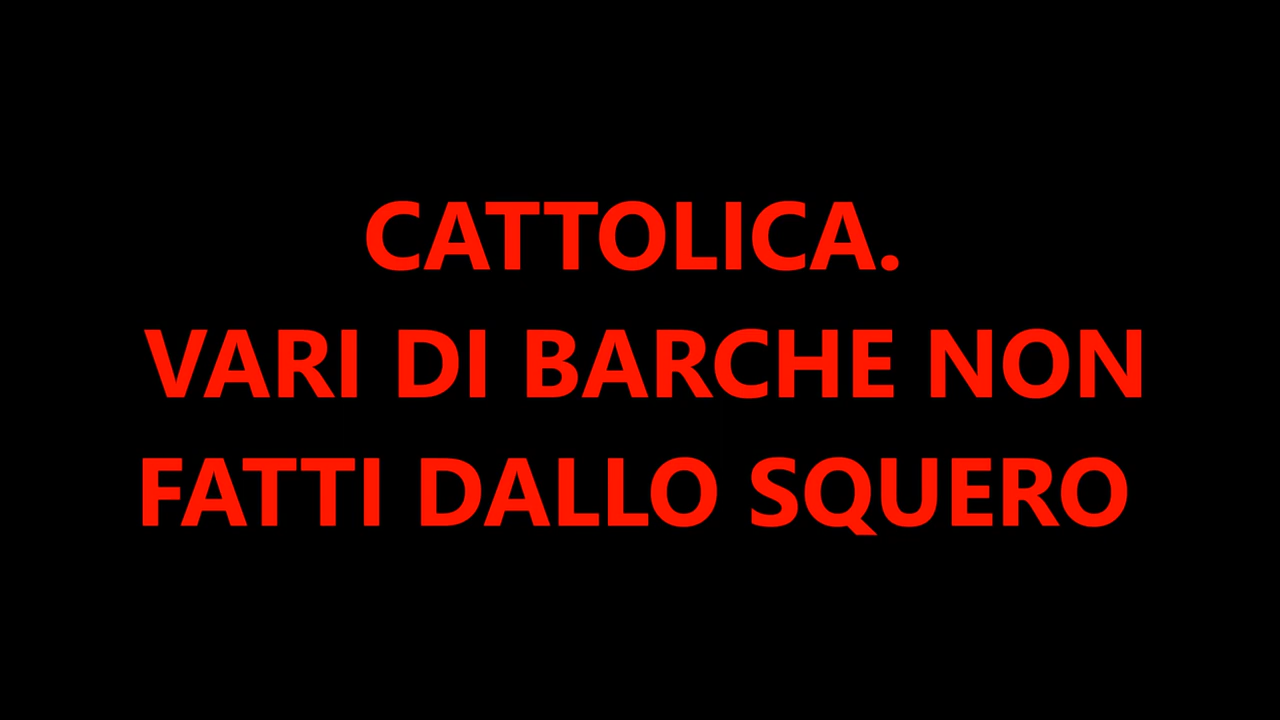 CATTOLICA.
VARI DI BARCHE NON
FATTI DALLO SQUERO